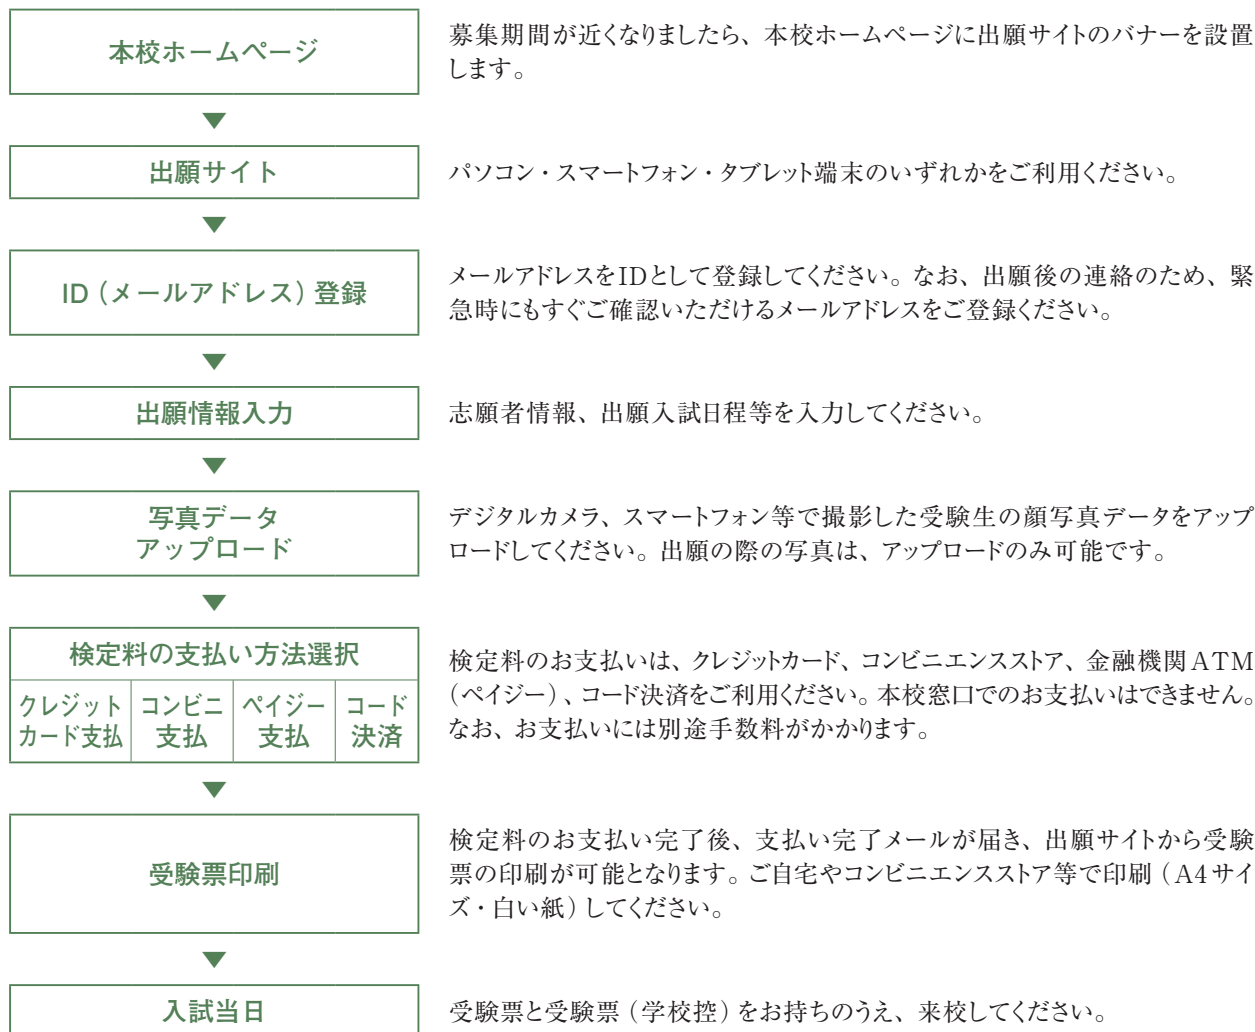 本校ホームページ
募集期間が近くなりましたら、本校ホームページに出願サイトのバナーを設置
します。
▼
出願サイト
パソコン・スマートフォン・タブレット端末のいずれかをご利用ください。
▼
ID（メールアドレス）登録
メールアドレスをIDとして登録してください。なお、出願後の連絡のため、緊
急時にもすぐご確認いただけるメールアドレスをご登録ください。
▼
出願情報入力
志願者情報、出願入試日程等を入力してください。
▼
写真データ
アップロード
デジタルカメラ、スマートフォン等で撮影した受験生の顔写真データをアップ
ロードしてください。出願の際の写真は、アップロードのみ可能です。
▼
検定料の支払い方法選択
クレジット
カード支払
コンビニ
支払
ペイジー
支払
コード
決済
検定料のお支払いは、クレジットカード、コンビニエンスストア、金融機関ATM
（ペイジー）、コード決済をご利用ください。本校窓口でのお支払いはできません。
なお、お支払いには別途手数料がかかります。
▼
受験票印刷
検定料のお支払い完了後、支払い完了メールが届き、出願サイトから受験
票の印刷が可能となります。ご自宅やコンビニエンスストア等で印刷（A4サイ
ズ・白い紙）してください。
▼
入試当日
受験票と受験票（学校控）をお持ちのうえ、来校してください。